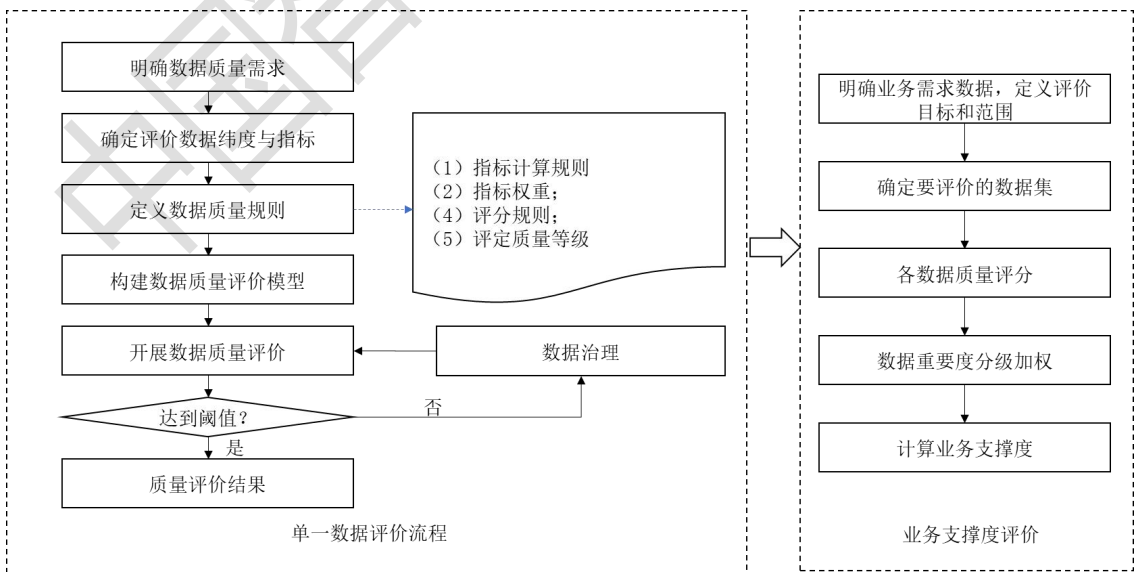 明确数据质量需求
确定评价数据纬度与指标
定义数据质量规则
构建数据质量评价模型
开展数据质量评价
达到阈值?
否
是
质量评价结果
(1)指标计算规则
(2)指标权重;
(4)评分规则;
(5)评定质量等级
数据治理
单一数据评价流程
明确业务需求数据,定义评价
目标和范围
确定要评价的数据集
各数据质量评分
数据重要度分级加权
计算业务支撑度
业务支撑度评价
中国智